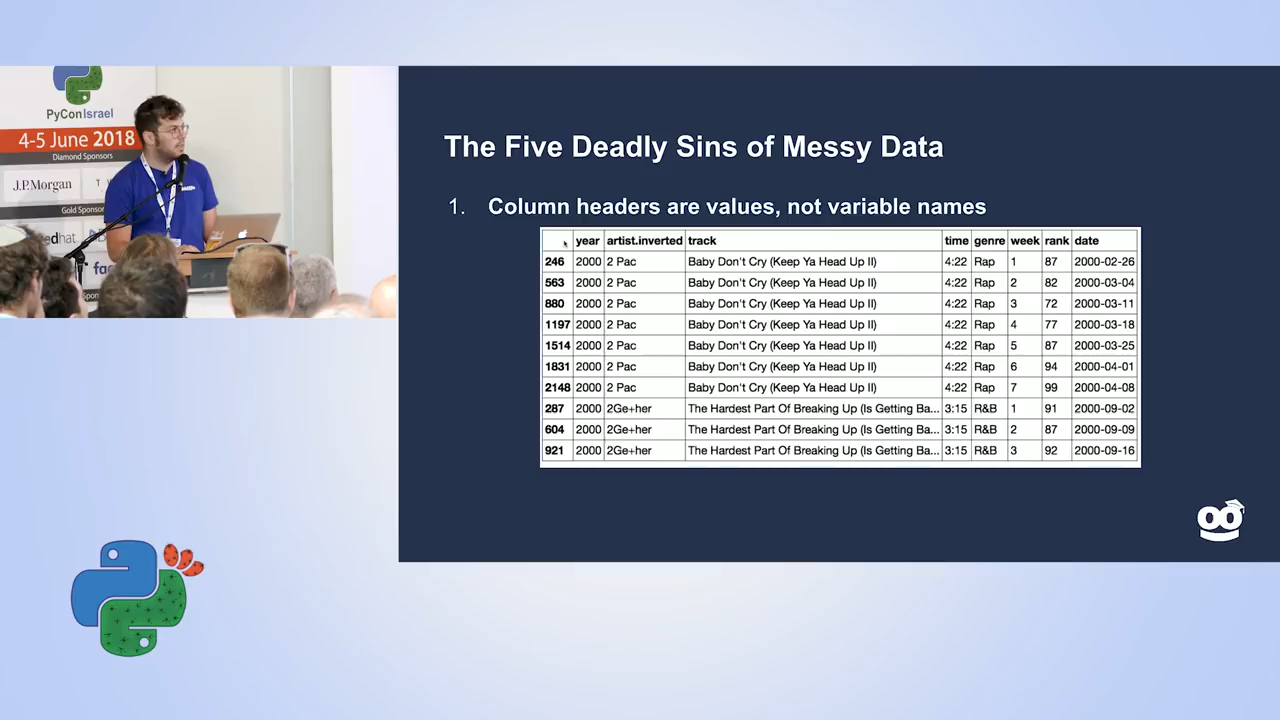 PyConIsrael
4-5 June 2018
Diamond Sponsors
J.P.Morgan
T
Gold Sponso
edhat
fac
Spon
The Five Deadly Sins of Messy Data
1. Column headers are values, not variable names
year artist.inverted track time genre week rank date
246 2000 2 Pac Baby Don't Cry (Keep Ya Head Up II) 4:22 Rap 1 87 2000-02-26
563 2000 2 Pac Baby Don't Cry (Keep Ya Head Up II) 4:22 Rap 2 82 2000-03-04
880 2000 2 Pac Baby Don't Cry (Keep Ya Head Up II) 4:22 Rap 3 72 2000-03-11
1197 2000 2 Pac Baby Don't Cry (Keep Ya Head Up II) 4:22 Rap 4 77 2000-03-18
1514 2000 2 Pac Baby Don't Cry (Keep Ya Head Up II) 4:22 Rap 5 87 2000-03-25
1831 2000 2 Pac Baby Don't Cry (Keep Ya Head Up II) 4:22 Rap 6 94 2000-04-01
2148 2000 2 Pac Baby Don't Cry (Keep Ya Head Up II) 4:22 Rap 7 99 2000-04-08
287 2000 2Ge+her The Hardest Part Of Breaking Up (Is Getting Ba... 3:15 R&B 1 91 2000-09-02
604 2000 2Ge+her The Hardest Part Of Breaking Up (Is Getting Ba... 3:15 R&B 2 87 2000-09-09
921 2000 2Ge+her The Hardest Part Of Breaking Up (Is Getting Ba... 3:15 R&B 3 92 2000-09-16